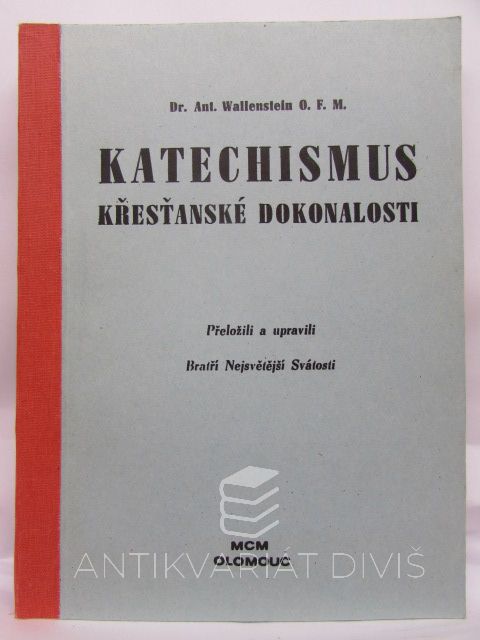 Dr. Ant. Wallenstein O. F. M.
KATECHISMUS
KŘESŤANSKÉ DOKONALOSTI
Přeložili a upravili
Bratří Nejsvětější Svátosti
MCM
OLOMOUC
ANTIKVARIÁT DIVIŠ